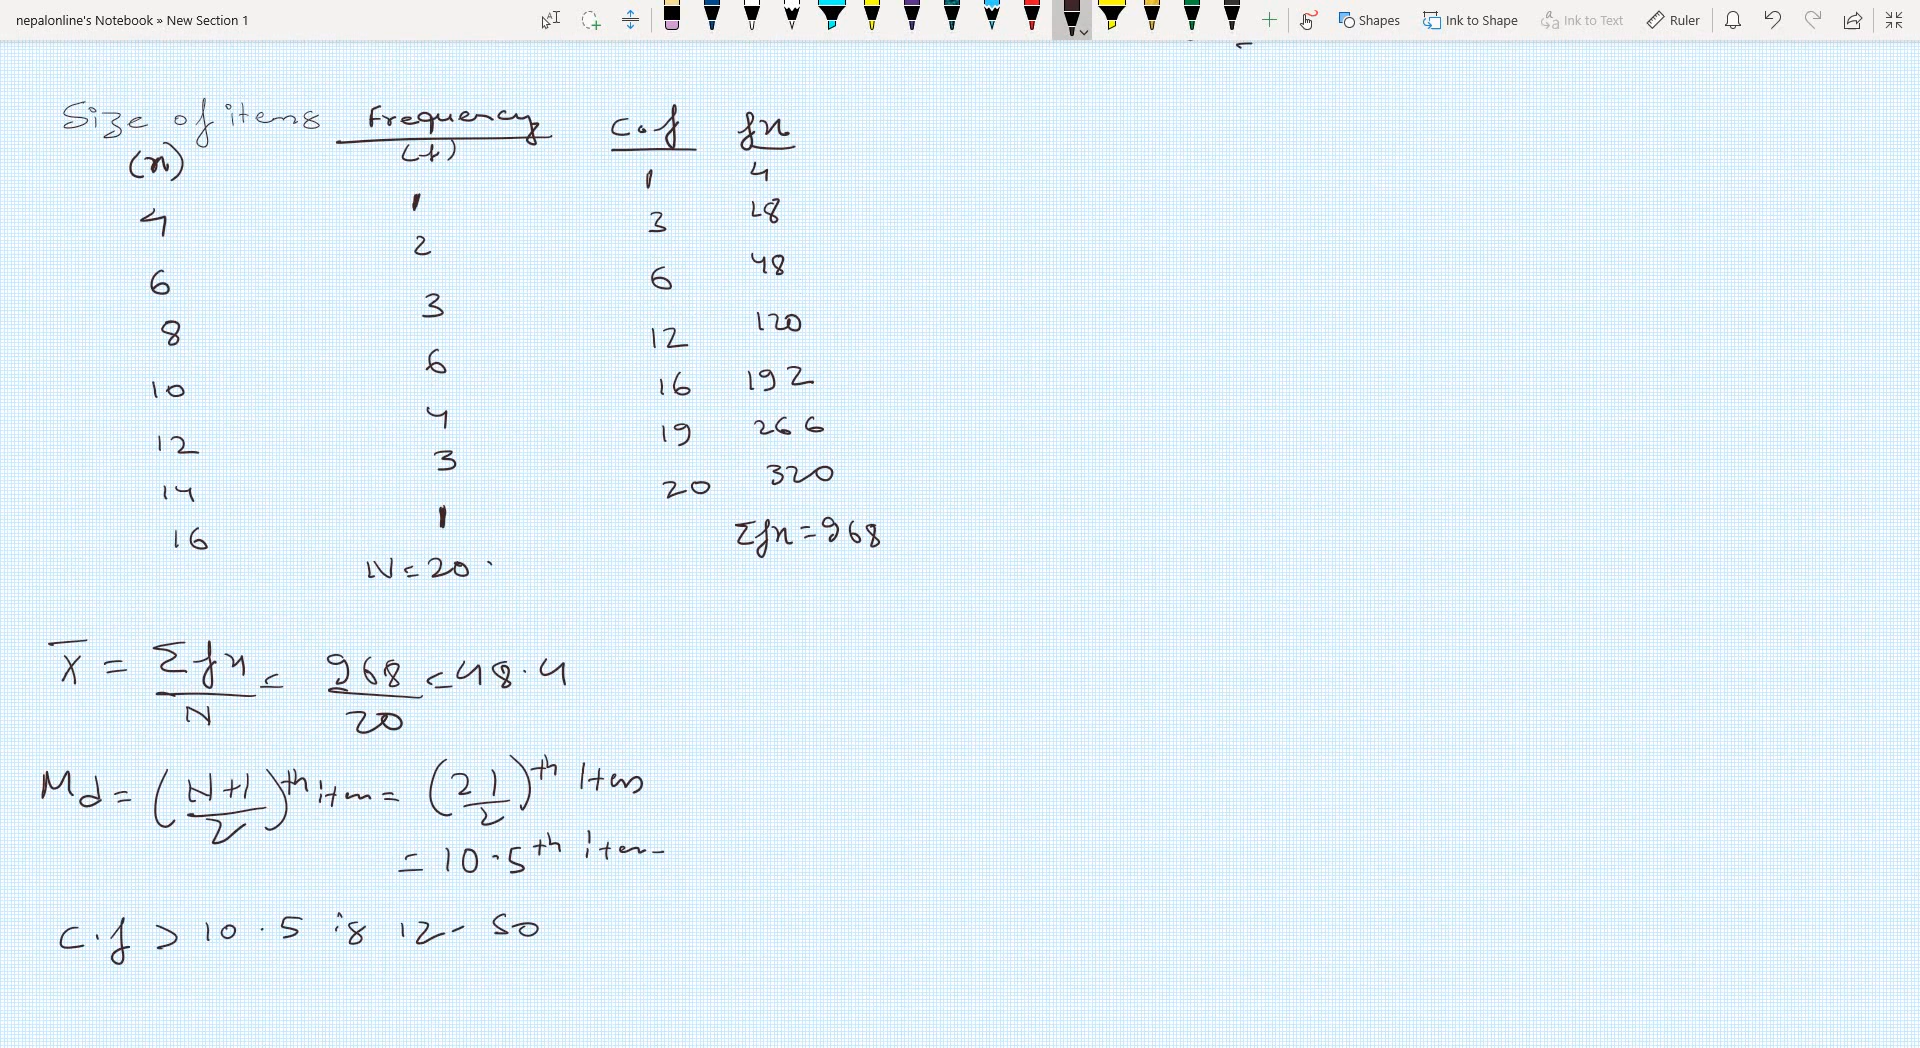 nepalonline's Notebook » New Section 1
Shapes Ink to Shape Ink to Text Ruler
Size of items Frequency c.f fx
(x) (f)
4 1 1 4
6 2 3 18
8 3 6 48
10 6 12 120
12 4 16 192
14 3 19 266
16 1 20 320
N = 20 Σfx = 968
X̄ = Σfx/N = 968/20 = 48.4
Md = (N+1/2)th item = (21/2)th item
= 10.5th item
c.f > 10.5 is 12 - so